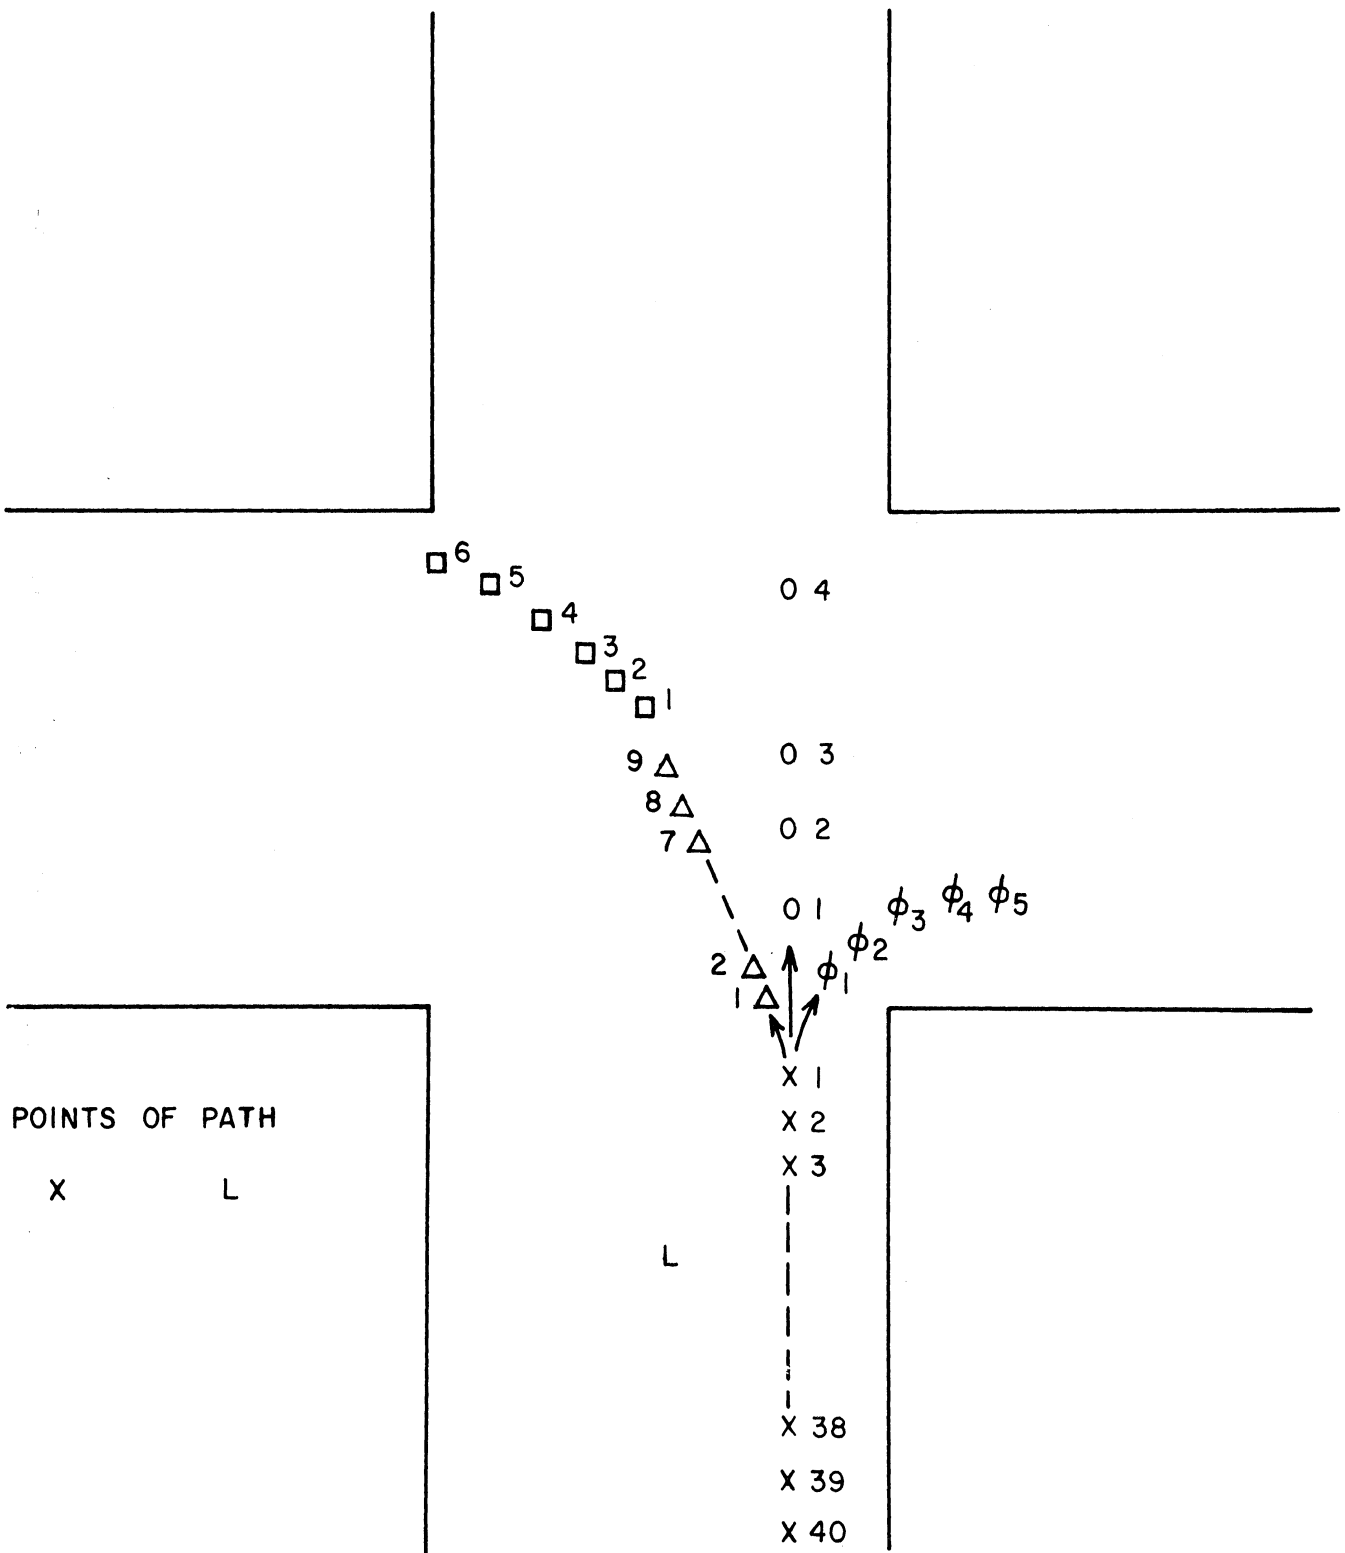 6
5
O 4
4
3
2
1
9 O 3
8
7 O 2
O 1 ϕ3 ϕ4 ϕ5
ϕ2
2 ϕ1
1
X 1
POINTS OF PATH X 2
X 3
X L
L
X 38
X 39
X 40